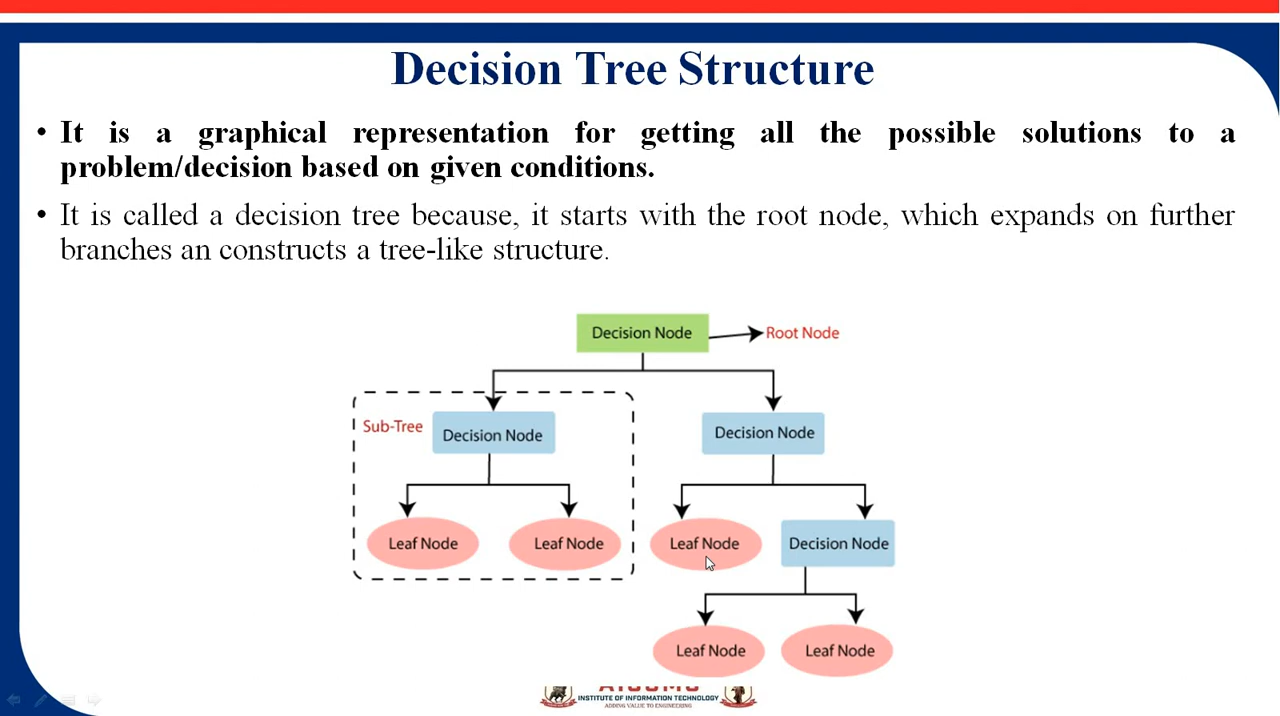 Decision Tree Structure
• It is a graphical representation for getting all the possible solutions to a
problem/decision based on given conditions.
• It is called a decision tree because, it starts with the root node, which expands on further
branches an constructs a tree-like structure.
Decision Node
Root Node
Sub-Tree
Decision Node
Decision Node
Leaf Node
Leaf Node
Leaf Node
Decision Node
Leaf Node
Leaf Node
INSTITUTE OF INFORMATION TECHNOLOGY
ADDING VALUE TO ENGINEERING